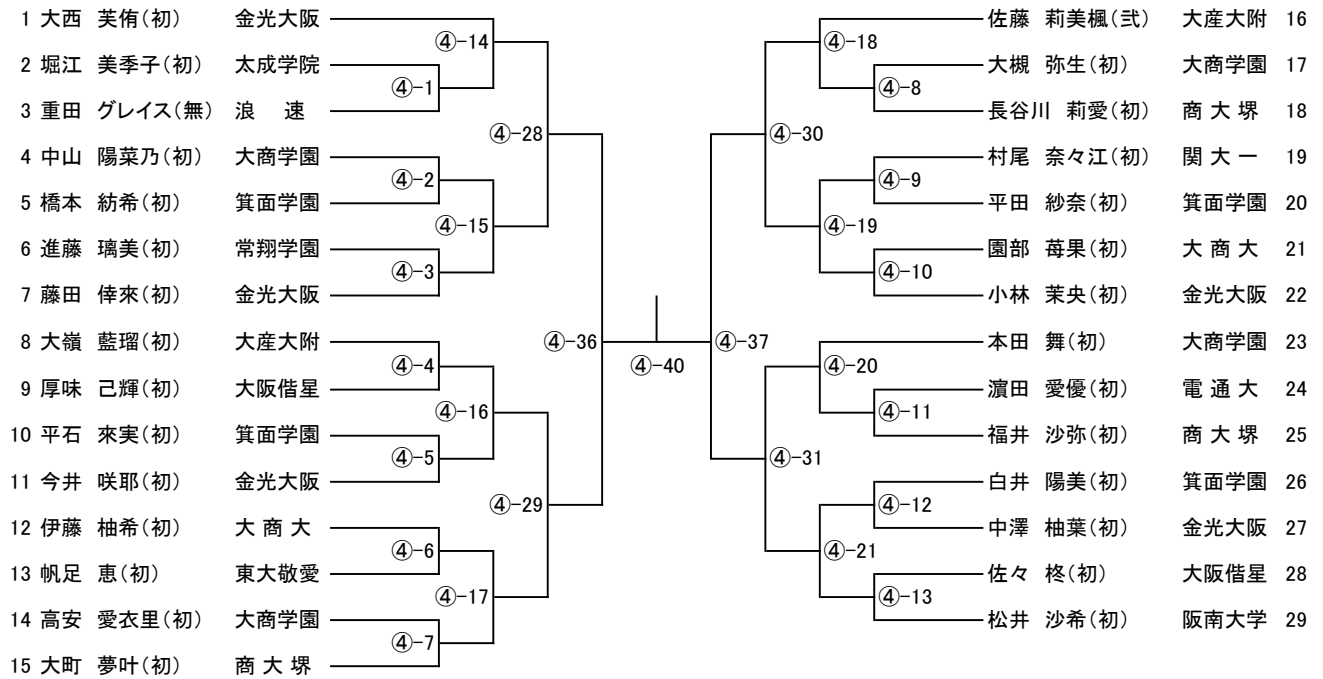 1 大西 芙侑(初) 金光大阪
2 堀江 美季子(初) 太成学院
3 重田 グレイス(無) 浪 速
4 中山 陽菜乃(初) 大商学園
5 橋本 紡希(初) 箕面学園
6 進藤 璃美(初) 常翔学園
7 藤田 倖來(初) 金光大阪
8 大嶺 藍瑠(初) 大産大附
9 厚味 己輝(初) 大阪偕星
10 平石 來実(初) 箕面学園
11 今井 咲耶(初) 金光大阪
12 伊藤 柚希(初) 大 商 大
13 帆足 恵(初) 東大敬愛
14 高安 愛衣里(初) 大商学園
15 大町 夢叶(初) 商 大 堺
④-14
④-1
④-28
④-2
④-15
④-3
④-36
④-4
④-16
④-5
④-29
④-6
④-17
④-7
④-40
④-37
④-18
④-8
④-30
④-9
④-19
④-10
④-20
④-11
④-31
④-12
④-21
④-13
佐藤 莉美楓(弐) 大産大附 16
大槻 弥生(初) 大商学園 17
長谷川 莉愛(初) 商 大 堺 18
村尾 奈々江(初) 関 大 一 19
平田 紗奈(初) 箕面学園 20
園部 苺果(初) 大 商 大 21
小林 茉央(初) 金光大阪 22
本田 舞(初) 大商学園 23
濵田 愛優(初) 電 通 大 24
福井 沙弥(初) 商 大 堺 25
白井 陽美(初) 箕面学園 26
中澤 柚葉(初) 金光大阪 27
佐々 柊(初) 大阪偕星 28
松井 沙希(初) 阪南大学 29